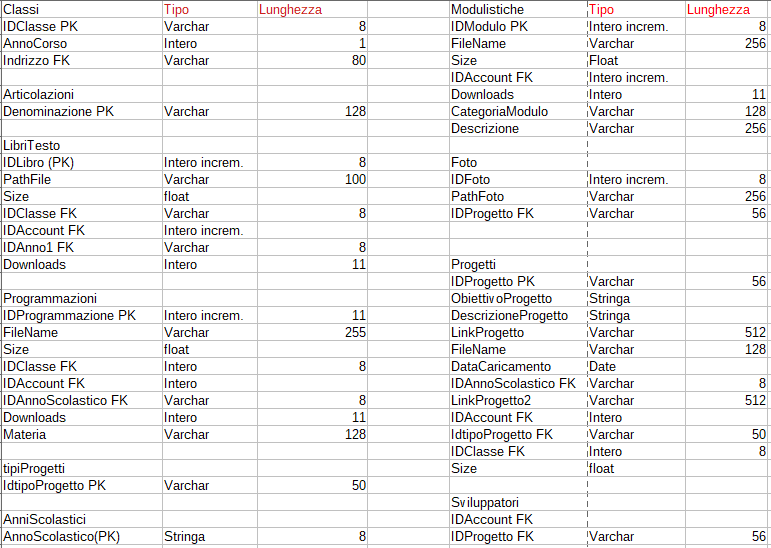 Classi Tipo Lunghezza
IDClasse PK Varchar 8
AnnoCorso Intero 1
Indrizzo FK Varchar 80
Articolazioni
Denominazione PK Varchar 128
LibriTesto
IDLibro (PK) Intero increm. 8
PathFile Varchar 100
Size float
IDClasse FK Varchar 8
IDAccount FK Intero increm.
IDAnno1 FK Varchar 8
Downloads Intero 11
Programmazioni
IDProgrammazione PK Intero increm. 11
FileName Varchar 255
Size float
IDClasse FK Intero 8
IDAccount FK Intero
IDAnnoScolastico FK Varchar 8
Downloads Intero 11
Materia Varchar 128
tipiProgetti
IdtipoProgetto PK Varchar 50
AnniScolastici
AnnoScolastico(PK) Stringa 8
Modulistiche Tipo Lunghezza
IDModulo PK Intero increm. 8
FileName Varchar 256
Size Float
IDAccount FK Intero increm.
Downloads Intero 11
CategoriaModulo Varchar 128
Descrizione Varchar 256
Foto
IDFoto Intero increm. 8
PathFoto Varchar 256
IDProgetto FK Varchar 56
Progetti
IDProgetto PK Varchar 56
ObiettivoProgetto Stringa
DescrizioneProgetto Stringa
LinkProgetto Varchar 512
FileName Varchar 128
DataCaricamento Date
IDAnnoScolastico FK Varchar 8
LinkProgetto2 Varchar 512
IDAccount FK Intero
IdtipoProgetto FK Varchar 50
IDClasse FK Intero 8
Size float
Sviluppatori
IDAccount FK
IDProgetto FK Varchar 56